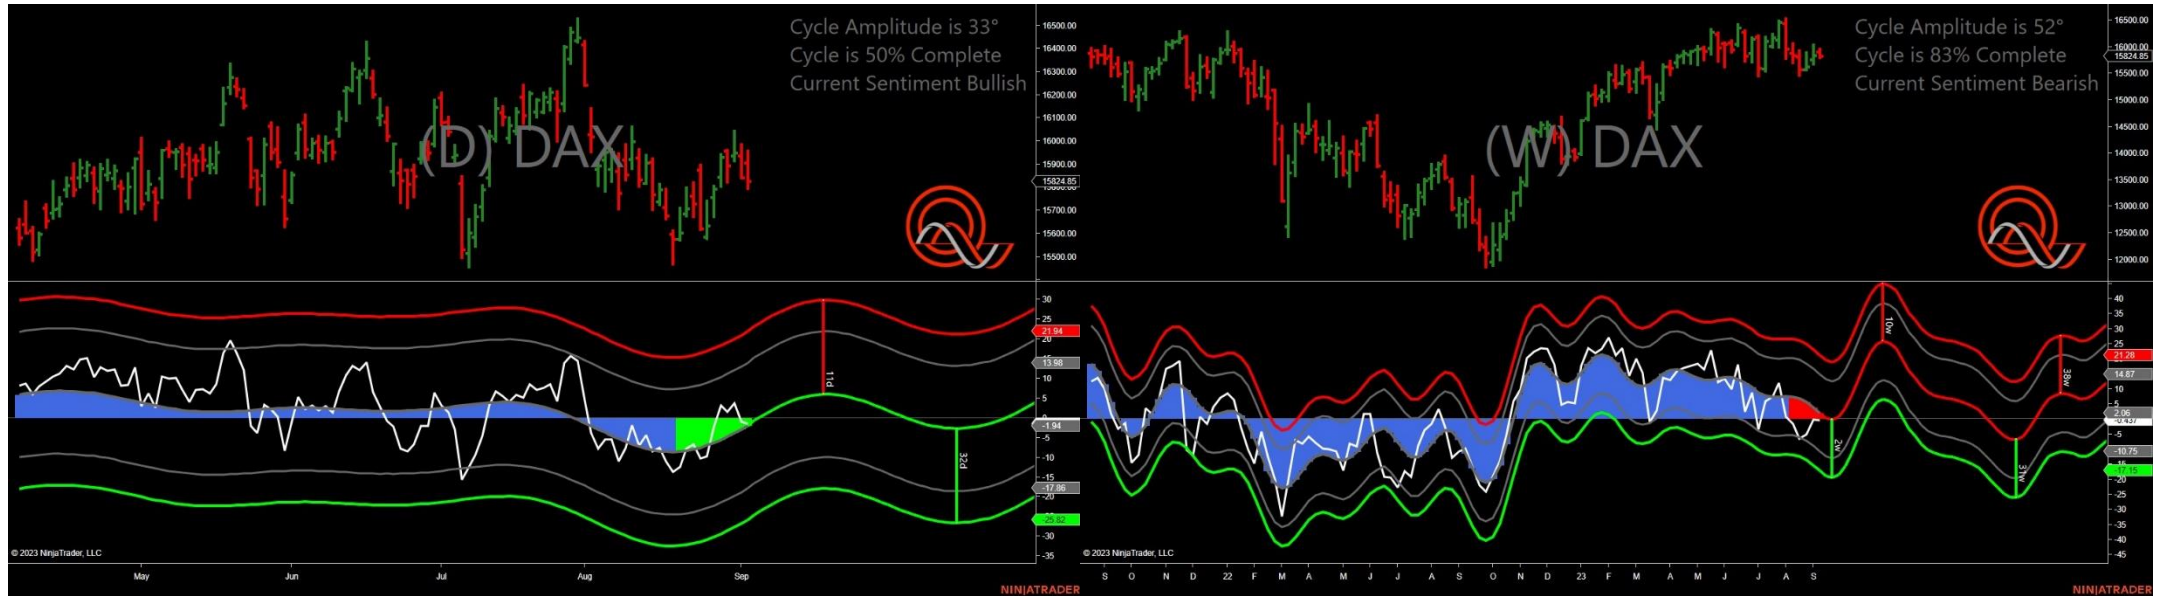 Cycle Amplitude is 33°
Cycle is 50% Complete
Current Sentiment Bullish
(D) DAX
16500.00
16400.00
16300.00
16200.00
16100.00
16000.00
15900.00
15824.85
15700.00
15600.00
15500.00
30
25
21.94
13.98
10
5
0
-1.94
-5
-10
-15
-17.86
-20
-25.82
-30
-35
11d
32d
© 2023 NinjaTrader, LLC
May Jun Jul Aug Sep
NINJATRADER
Cycle Amplitude is 52°
Cycle is 83% Complete
Current Sentiment Bearish
(W) DAX
16500.00
16000.00
15824.85
15500.00
15000.00
14500.00
14000.00
13500.00
13000.00
12500.00
12000.00
40
35
30
25
21.28
14.87
10
5
2.06
-0.437
-5
-10.75
-17.15
-20
-25
-30
-35
-40
-45
2w
10w
31w
38w
© 2023 NinjaTrader, LLC
S O N D 22 F M A M J J A S O N D 23 F M A M J J A S
NINJATRADER